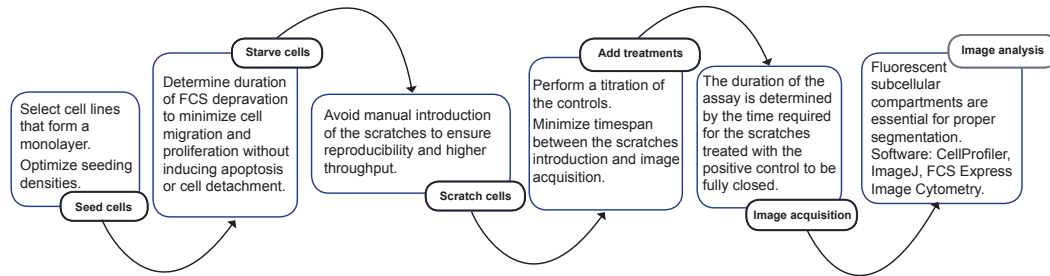 Select cell lines
that form a
monolayer.
Optimize seeding
densities.
Seed cells
Starve cells
Determine duration
of FCS depravation
to minimize cell
migration and
proliferation without
inducing apoptosis
or cell detachment.
Avoid manual introduction
of the scratches to ensure
reproducibility and higher
throughput.
Scratch cells
Add treatments
Perform a titration of
the controls.
Minimize timespan
between the scratches
introduction and image
acquisition.
The duration of the
assay is determined
by the time required
for the scratches
treated with the
positive control to be
fully closed.
Image acquisition
Image analysis
Fluorescent
subcellular
compartments are
essential for proper
segmentation.
Software: CellProfiler,
ImageJ, FCS Express
Image Cytometry.